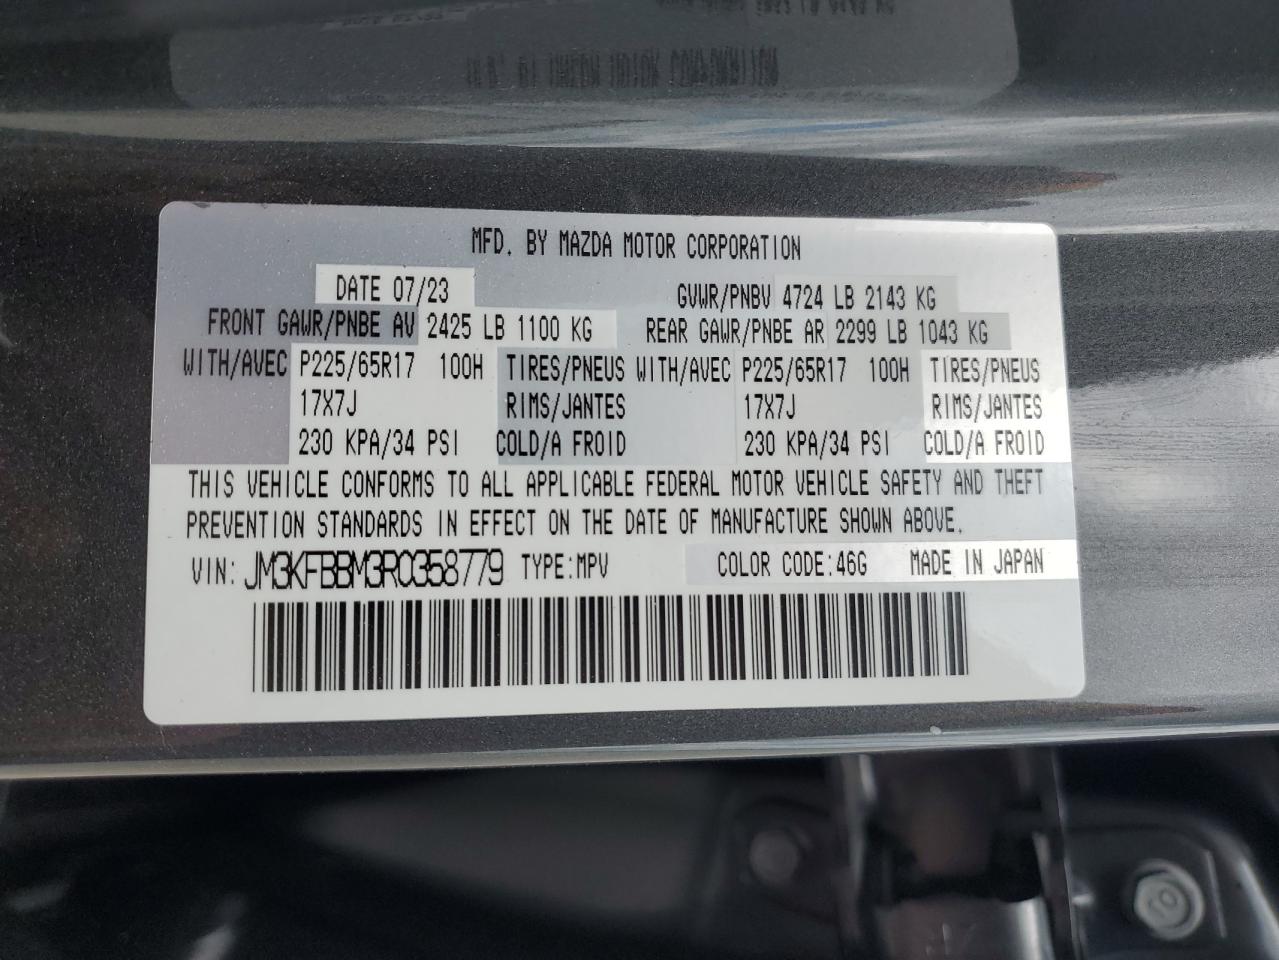 MFD. BY MAZDA MOTOR CORPORATION
DATE 07/23 GVWR/PNBV 4724 LB 2143 KG
FRONT GAWR/PNBE AV 2425 LB 1100 KG REAR GAWR/PNBE AR 2299 LB 1043 KG
WITH/AVEC P225/65R17 100H TIRES/PNEUS WITH/AVEC P225/65R17 100H TIRES/PNEUS
17X7J RIMS/JANTES 17X7J RIMS/JANTES
230 KPA/34 PSI COLD/A FROID 230 KPA/34 PSI COLD/A FROID
THIS VEHICLE CONFORMS TO ALL APPLICABLE FEDERAL MOTOR VEHICLE SAFETY AND THEFT
PREVENTION STANDARDS IN EFFECT ON THE DATE OF MANUFACTURE SHOWN ABOVE.
VIN: JM3KFBBM3R0358779 TYPE:MPV COLOR CODE:46G MADE IN JAPAN
10